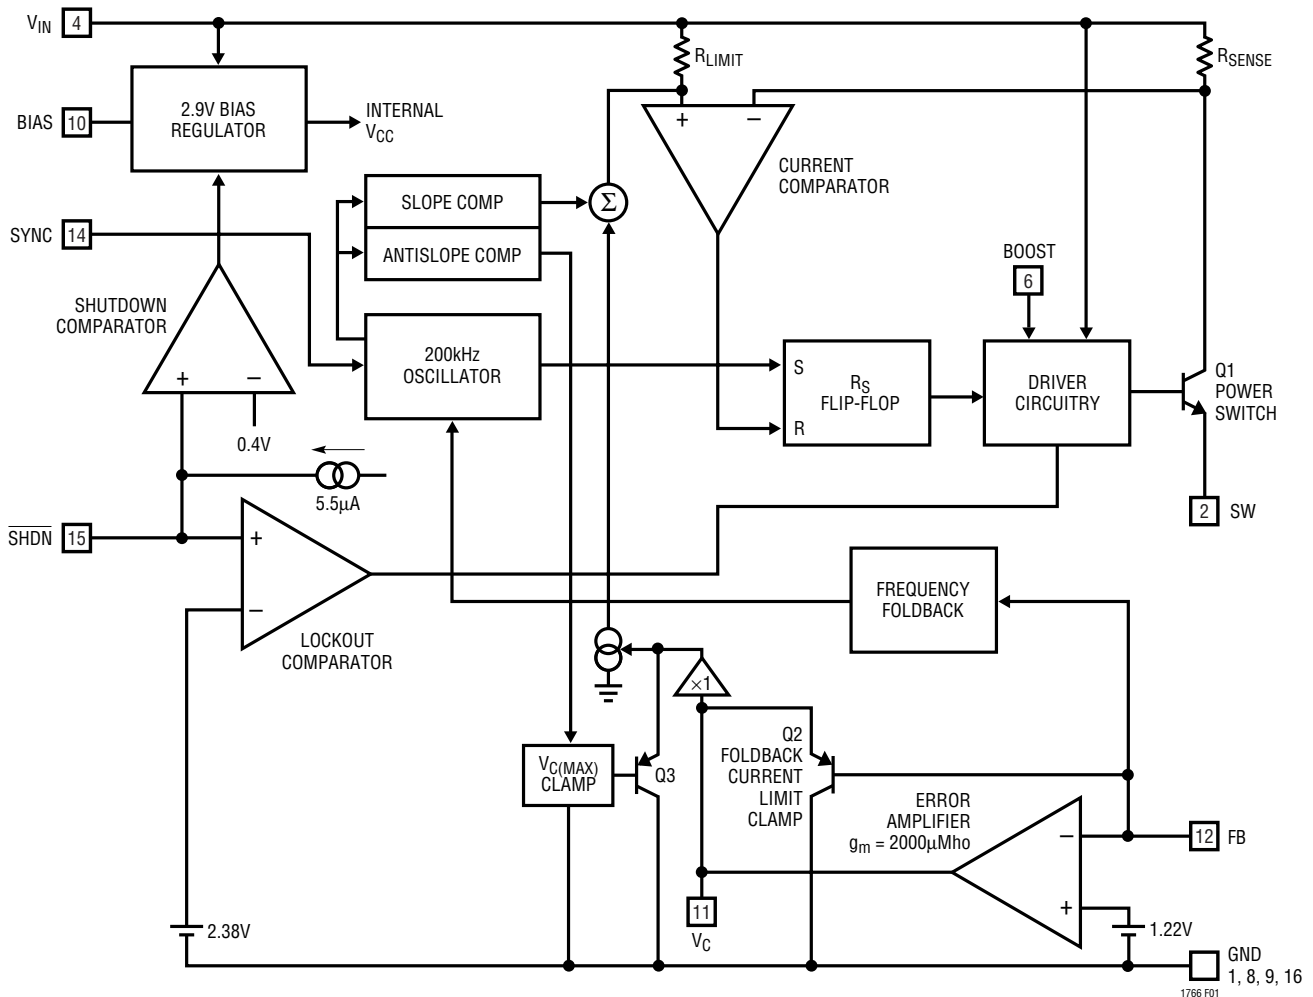 VIN 4
RLIMIT
RSENSE
BIAS 10
2.9V BIAS
REGULATOR
INTERNAL
VCC
+ −
CURRENT
COMPARATOR
SLOPE COMP
Σ
ANTISLOPE COMP
SYNC 14
BOOST
6
SHUTDOWN
COMPARATOR
+ −
0.4V
200kHz
OSCILLATOR
S
RS
FLIP-FLOP
R
DRIVER
CIRCUITRY
Q1
POWER
SWITCH
5.5µA
2 SW
SHDN 15
+
−
LOCKOUT
COMPARATOR
FREQUENCY
FOLDBACK
×1
VC(MAX)
CLAMP
Q3
Q2
FOLDBACK
CURRENT
LIMIT
CLAMP
ERROR
AMPLIFIER
gm = 2000µMho
−
+
12 FB
11
VC
2.38V
1.22V
GND
1, 8, 9, 16
1766 F01